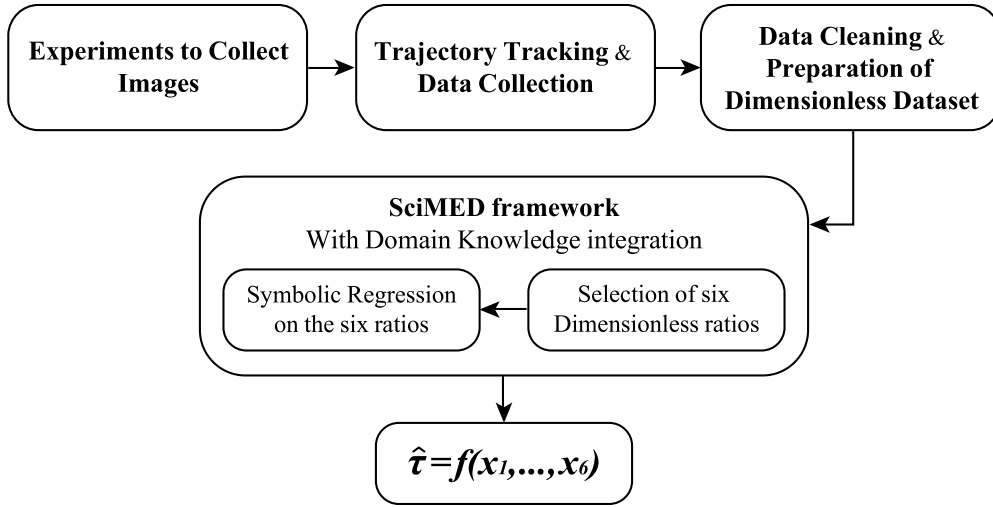 Experiments to Collect
Images
Trajectory Tracking &
Data Collection
Data Cleaning &
Preparation of
Dimensionless Dataset
SciMED framework
With Domain Knowledge integration
Symbolic Regression
on the six ratios
Selection of six
Dimensionless ratios
τ̂=f(x₁,...,x₆)